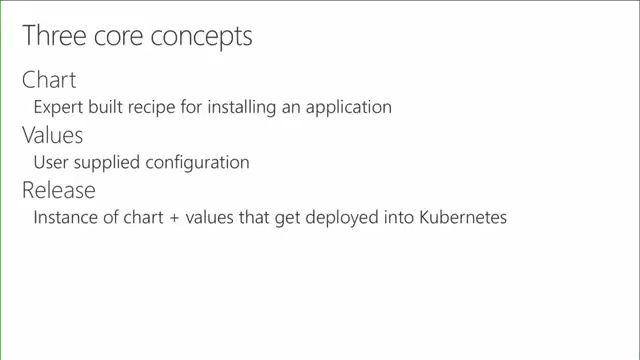 Three core concepts
Chart
Expert built recipe for installing an application
Values
User supplied configuration
Release
Instance of chart + values that get deployed into Kubernetes